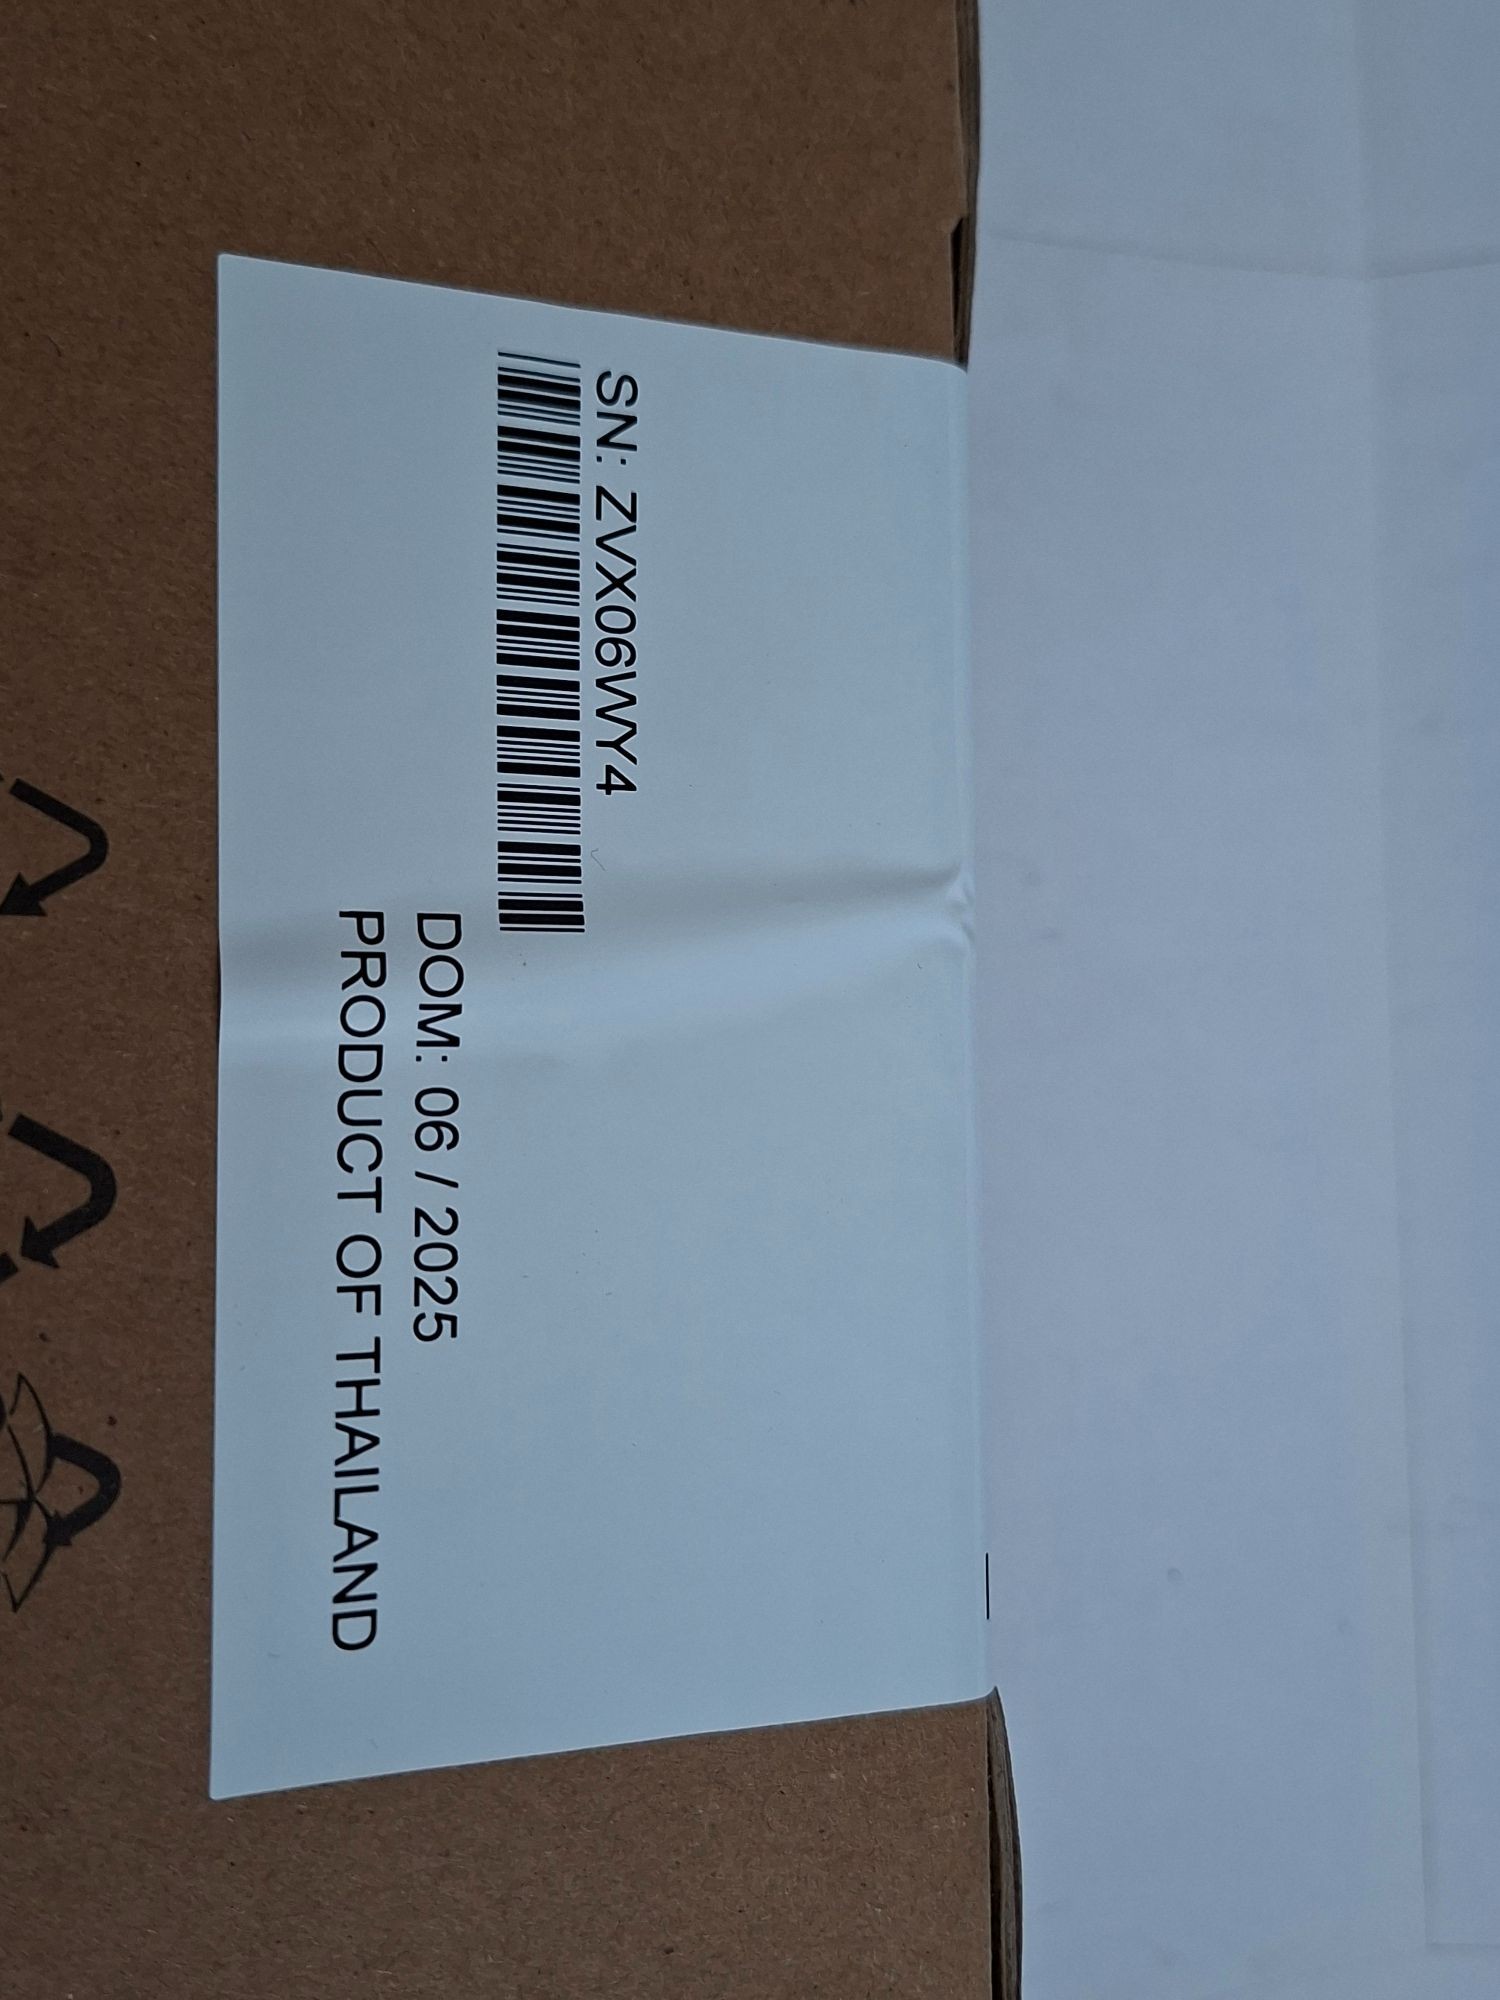 SN: ZVX06WY4
DOM: 06 / 2025
PRODUCT OF THAILAND